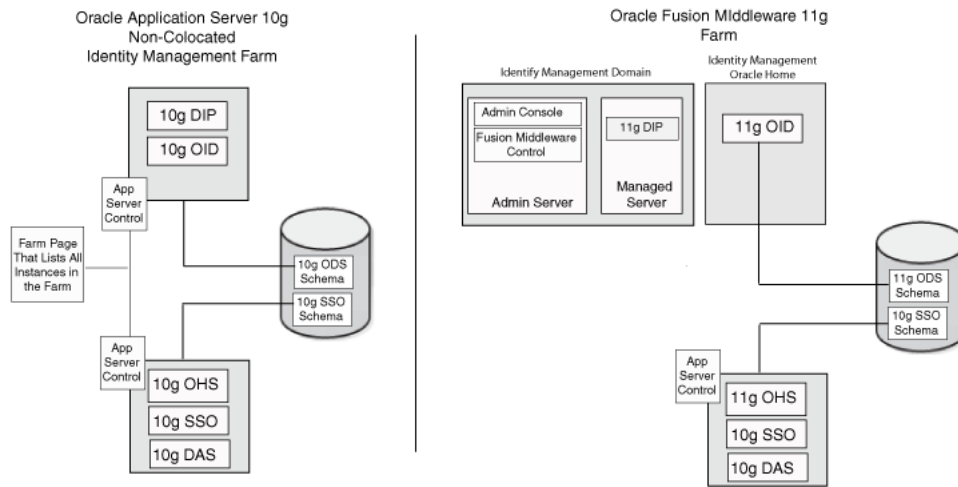 Oracle Application Server 10g
Non-Colocated
Identity Management Farm
10g DIP
10g OID
App
Server
Control
Farm Page
That Lists All
Instances in
the Farm
10g ODS
Schema
10g SSO
Schema
App
Server
Control
10g OHS
10g SSO
10g DAS
Oracle Fusion MIddleware 11g
Farm
Identify Management Domain
Identity Management
Oracle Home
Admin Console
Fusion Middleware
Control
Admin Server
11g DIP
Managed
Server
11g OID
11g ODS
Schema
10g SSO
Schema
App
Server
Control
11g OHS
10g SSO
10g DAS